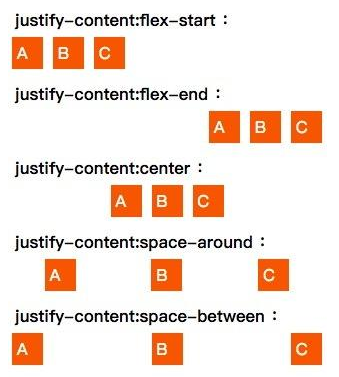 justify-content:flex-start：
A B C
justify-content:flex-end：
A B C
justify-content:center：
A B C
justify-content:space-around：
A B C
justify-content:space-between：
A B C